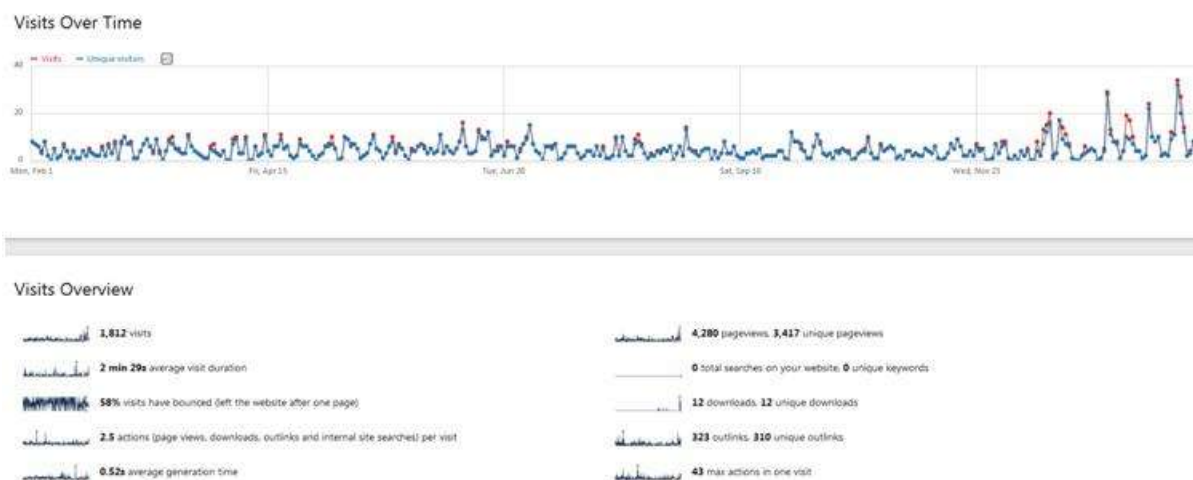 Visits Over Time
Visits Unique visitors
40
20
0
Mon, Feb 1 Fri, Apr 15 Tue, Jun 28 Sat, Sep 10 Wed, Nov 23
Visits Overview
1,812 visits
4,280 pageviews, 3,417 unique pageviews
2 min 29s average visit duration
0 total searches on your website, 0 unique keywords
58% visits have bounced (left the website after one page)
12 downloads, 12 unique downloads
2.5 actions (page views, downloads, outlinks and internal site searches) per visit
323 outlinks, 310 unique outlinks
0.52s average generation time
43 max actions in one visit